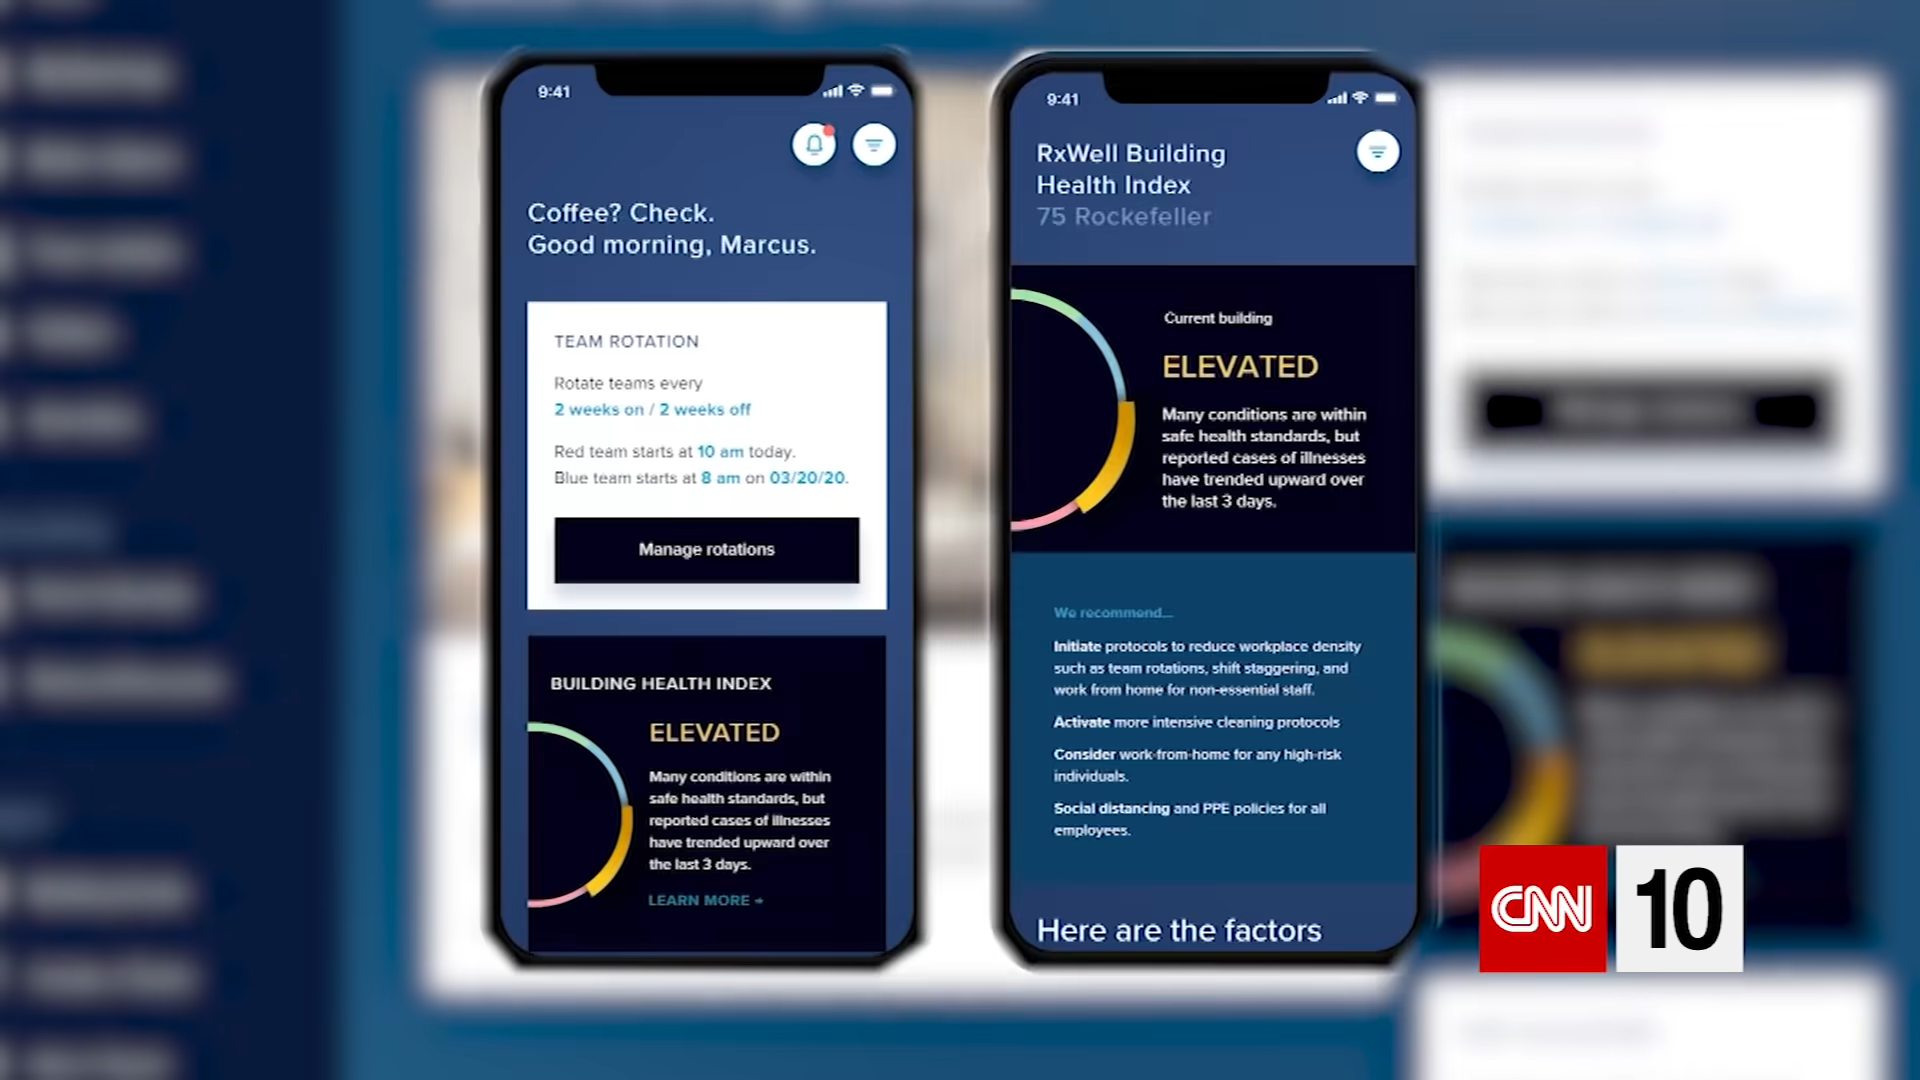 9:41
Coffee? Check.
Good morning, Marcus.
TEAM ROTATION
Rotate teams every
2 weeks on / 2 weeks off
Red team starts at 10 am today.
Blue team starts at 8 am on 03/20/20.
Manage rotations
BUILDING HEALTH INDEX
ELEVATED
Many conditions are within
safe health standards, but
reported cases of illnesses
have trended upward over
the last 3 days.
LEARN MORE
9:41
RxWell Building
Health Index
75 Rockefeller
Current building
ELEVATED
Many conditions are within
safe health standards, but
reported cases of illnesses
have trended upward over
the last 3 days.
We recommend...
Initiate protocols to reduce workplace density
such as team rotations, shift staggering, and
work from home for non-essential staff.
Activate more intensive cleaning protocols
Consider work-from-home for any high-risk
individuals.
Social distancing and PPE policies for all
employees.
Here are the factors
CNN 10